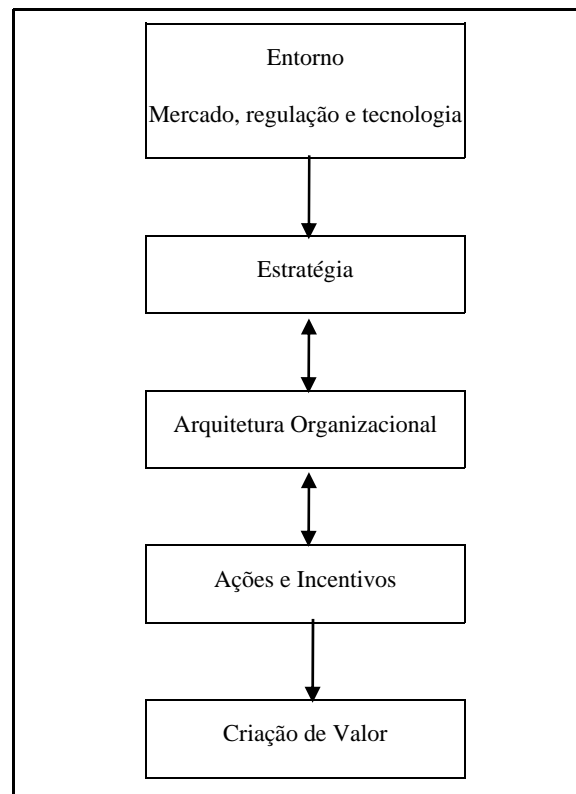 Entorno
Mercado, regulação e tecnologia
Estratégia
Arquitetura Organizacional
Ações e Incentivos
Criação de Valor